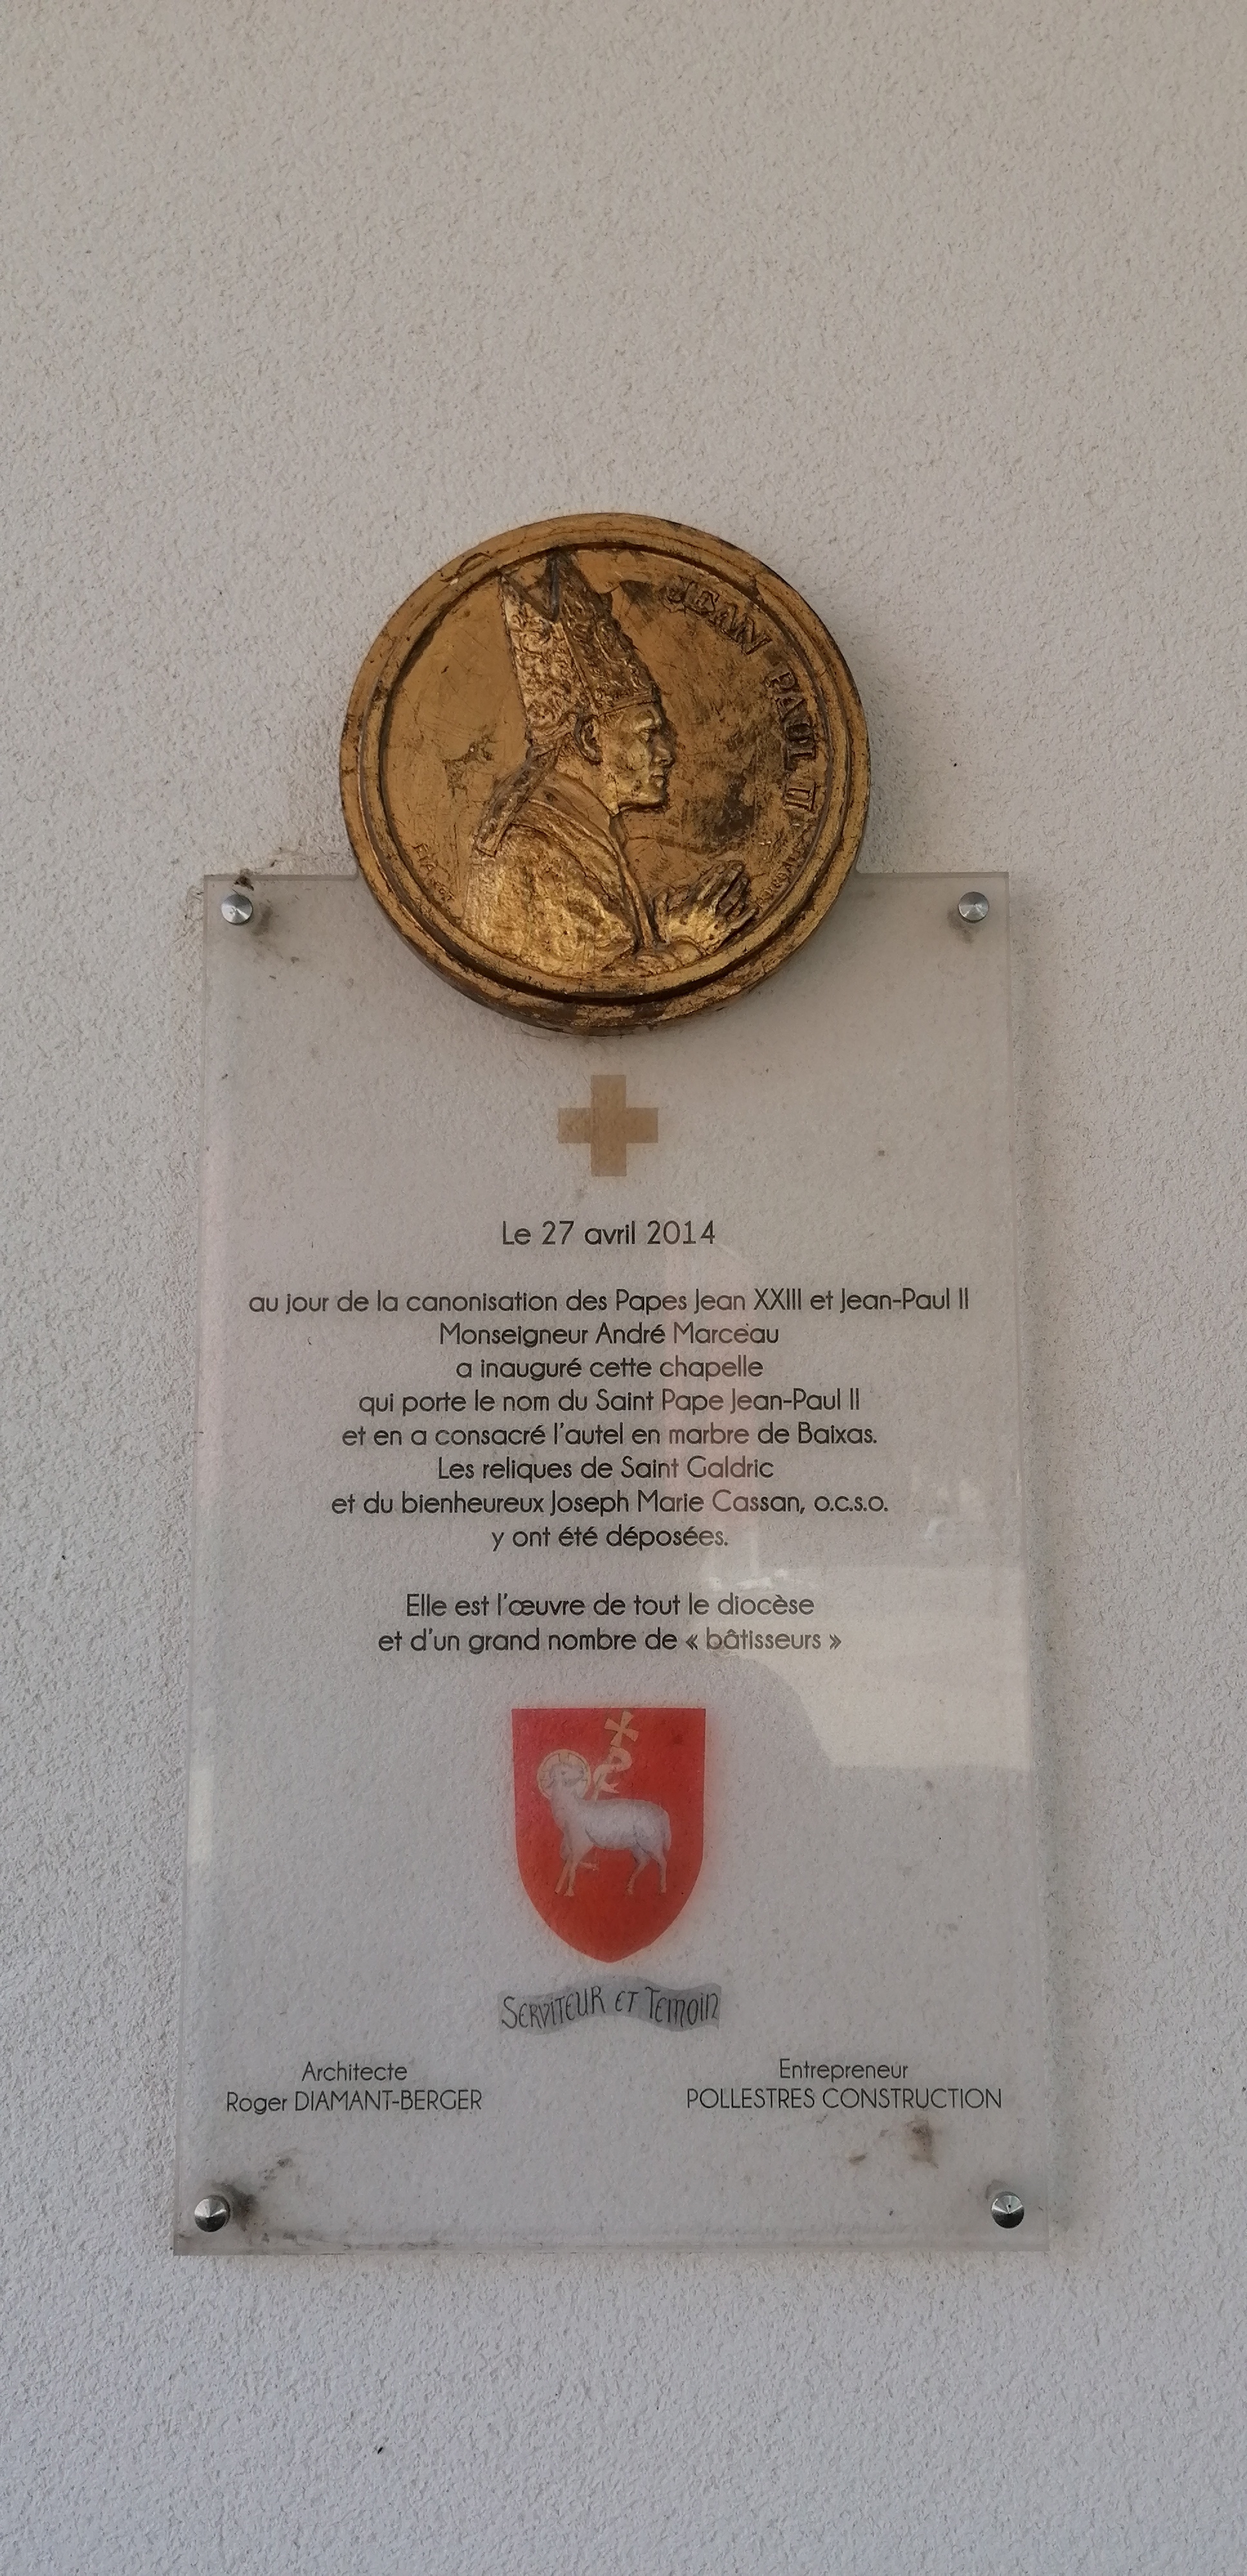 JEAN PAUL II
Le 27 avril 2014
au jour de la canonisation des Papes Jean XXIII et Jean-Paul II
Monseigneur André Marceau
a inauguré cette chapelle
qui porte le nom du Saint Pape Jean-Paul II
et en a consacré l'autel en marbre de Baixas.
Les reliques de Saint Galdric
et du bienheureux Joseph Marie Cassan, o.c.s.o.
y ont été déposées.
Elle est l'œuvre de tout le diocèse
et d'un grand nombre de « bâtisseurs »
SERVITEUR ET TEMOIN
Architecte
Roger DIAMANT-BERGER
Entrepreneur
POLLESTRES CONSTRUCTION